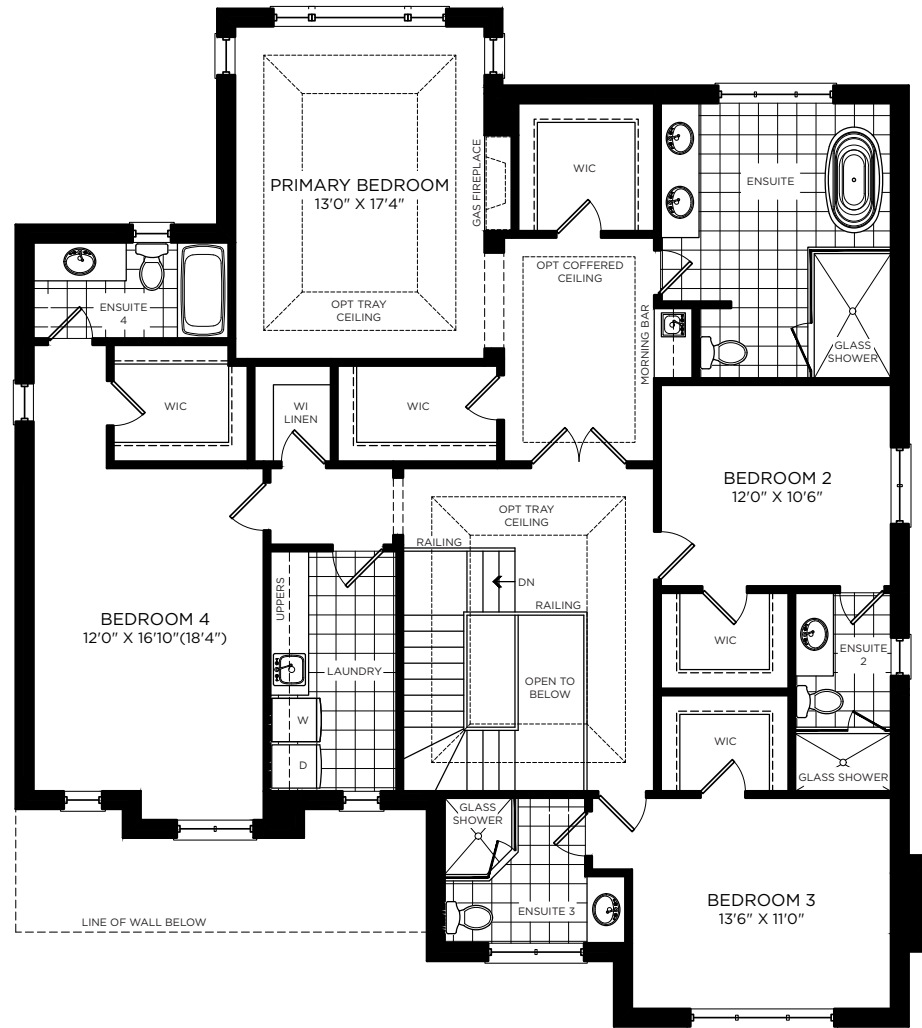 PRIMARY BEDROOM
13'0" X 17'4"
GAS FIREPLACE
WIC
ENSUITE
OPT TRAY
CEILING
OPT COFFERED
CEILING
ENSUITE
4
MORNING BAR
GLASS
SHOWER
WIC
WI
LINEN
WIC
BEDROOM 2
12'0" X 10'6"
OPT TRAY
CEILING
RAILING
DN
RAILING
UPPERS
BEDROOM 4
12'0" X 16'10"(18'4")
WIC
ENSUITE
2
LAUNDRY
OPEN TO
BELOW
W
D
WIC
GLASS SHOWER
GLASS
SHOWER
BEDROOM 3
13'6" X 11'0"
ENSUITE 3
LINE OF WALL BELOW